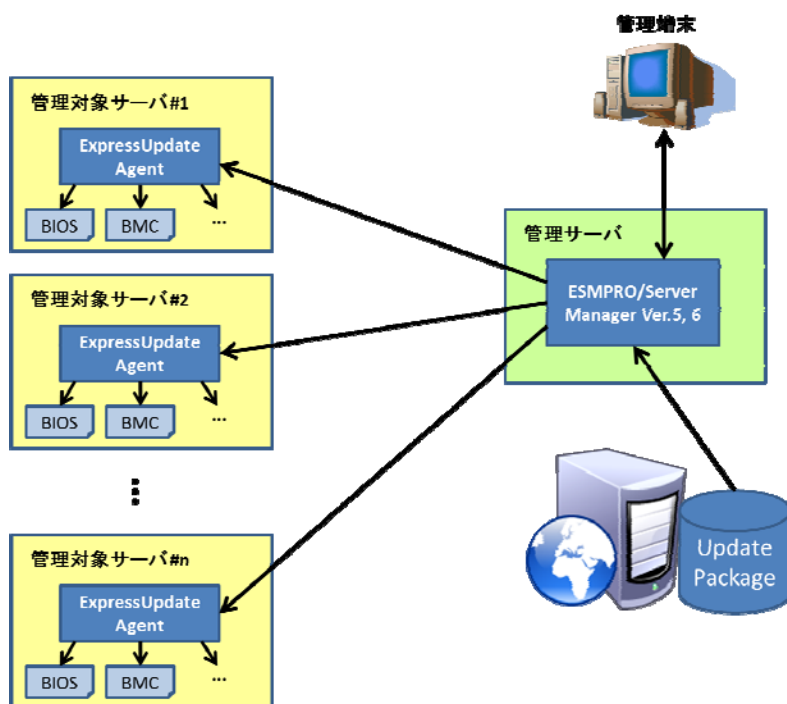 管理端末
管理対象サーバ#1
ExpressUpdate
Agent
BIOS
BMC
...
管理サーバ
ESMPRO/Server
Manager Ver.5, 6
管理対象サーバ#2
ExpressUpdate
Agent
BIOS
BMC
...
管理対象サーバ#n
ExpressUpdate
Agent
BIOS
BMC
...
Update
Package